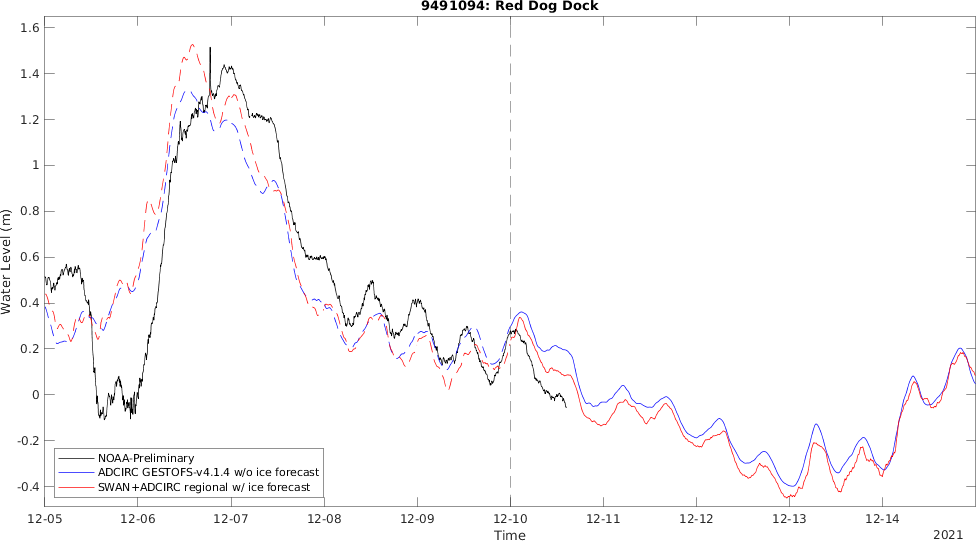 9491094: Red Dog Dock
1.6
1.4
1.2
1
0.8
0.6
0.4
0.2
0
-0.2
-0.4
Water Level (m)
NOAA-Preliminary
ADCIRC GESTOFS-v4.1.4 w/o ice forecast
SWAN+ADCIRC regional w/ ice forecast
12-05 12-06 12-07 12-08 12-09 12-10 12-11 12-12 12-13 12-14
Time
2021